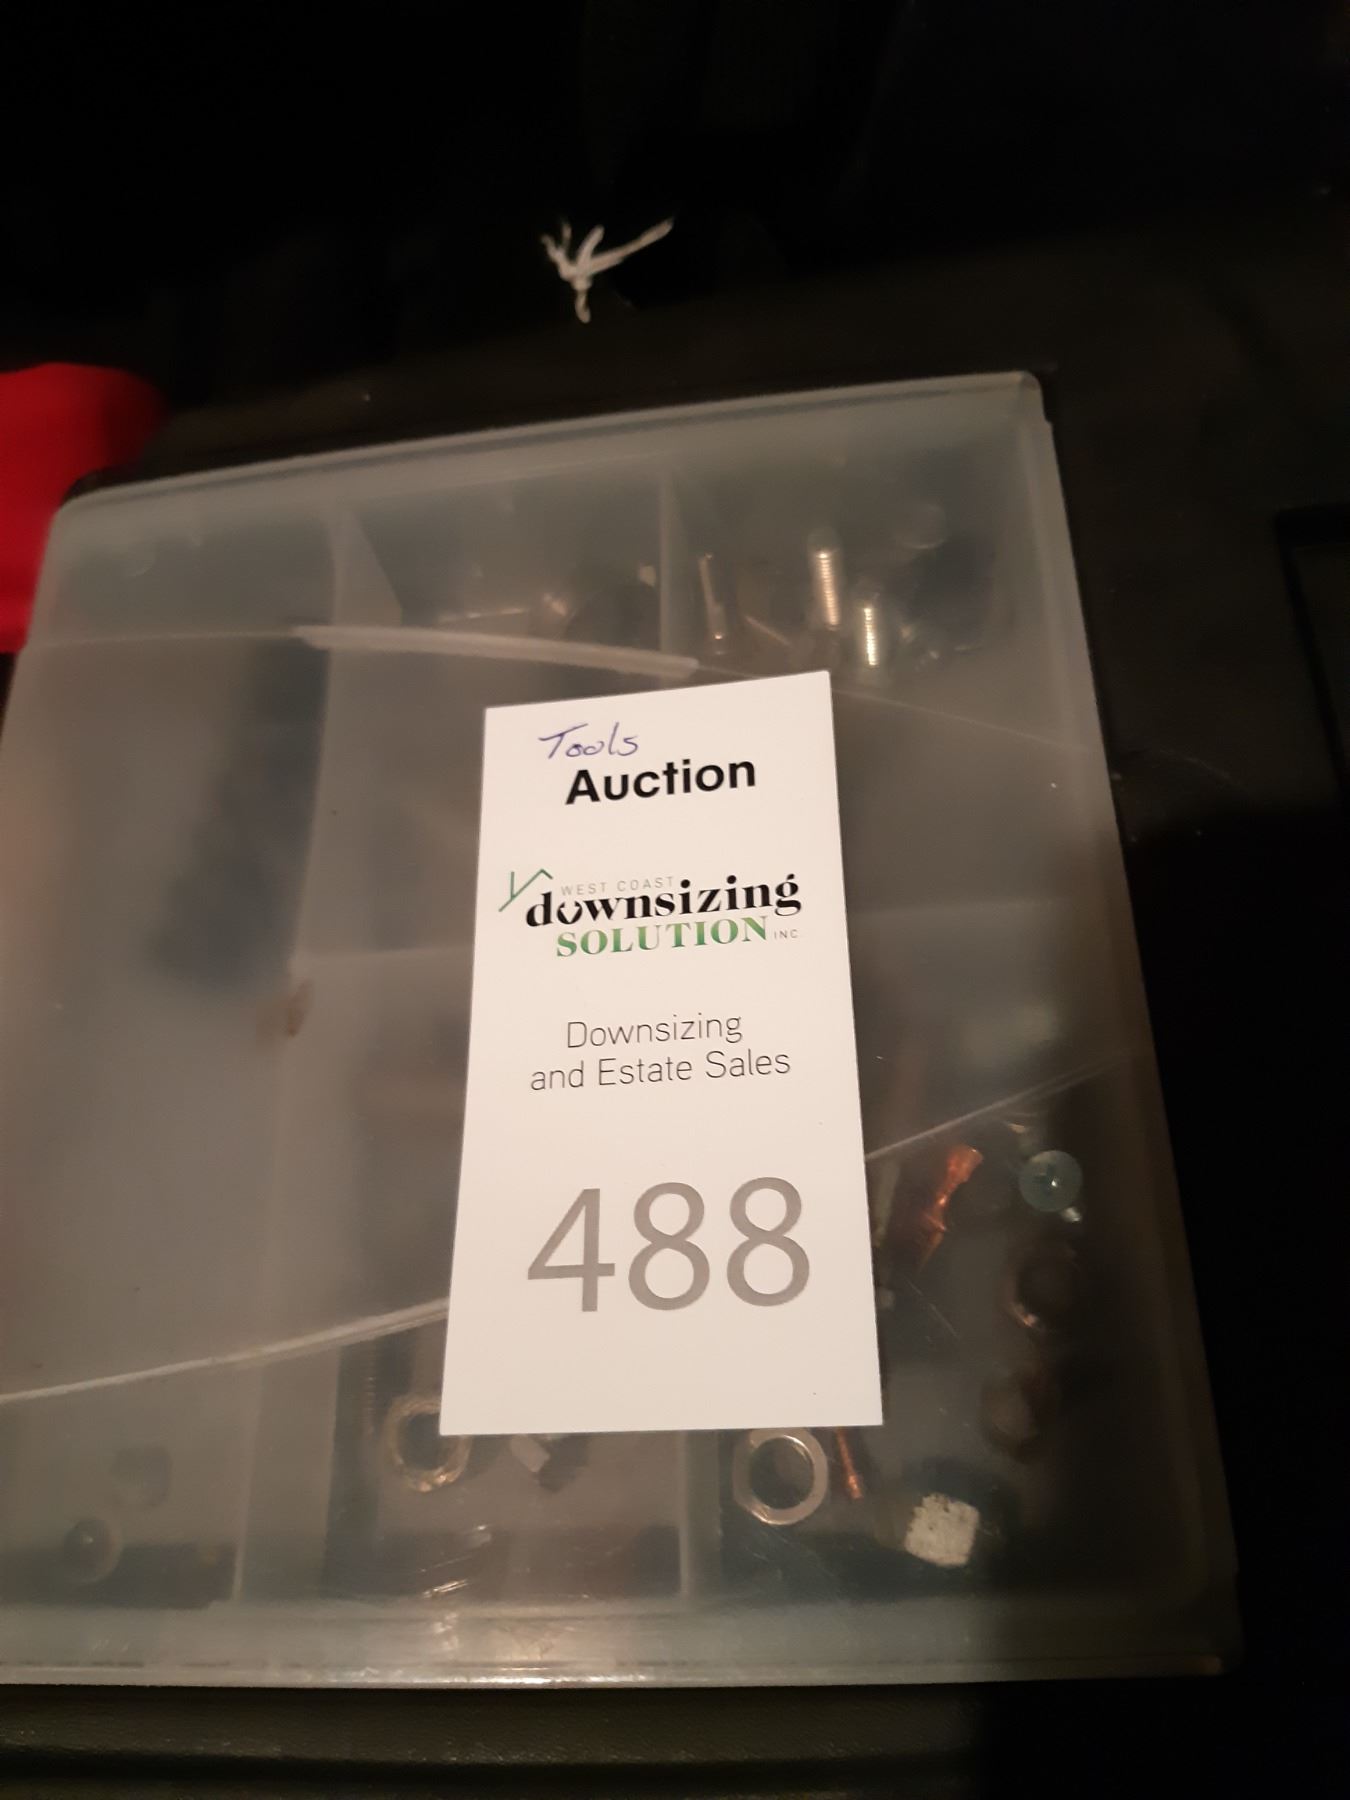 Tools
Auction
WEST COAST
downsizing
SOLUTION INC.
Downsizing
and Estate Sales
488